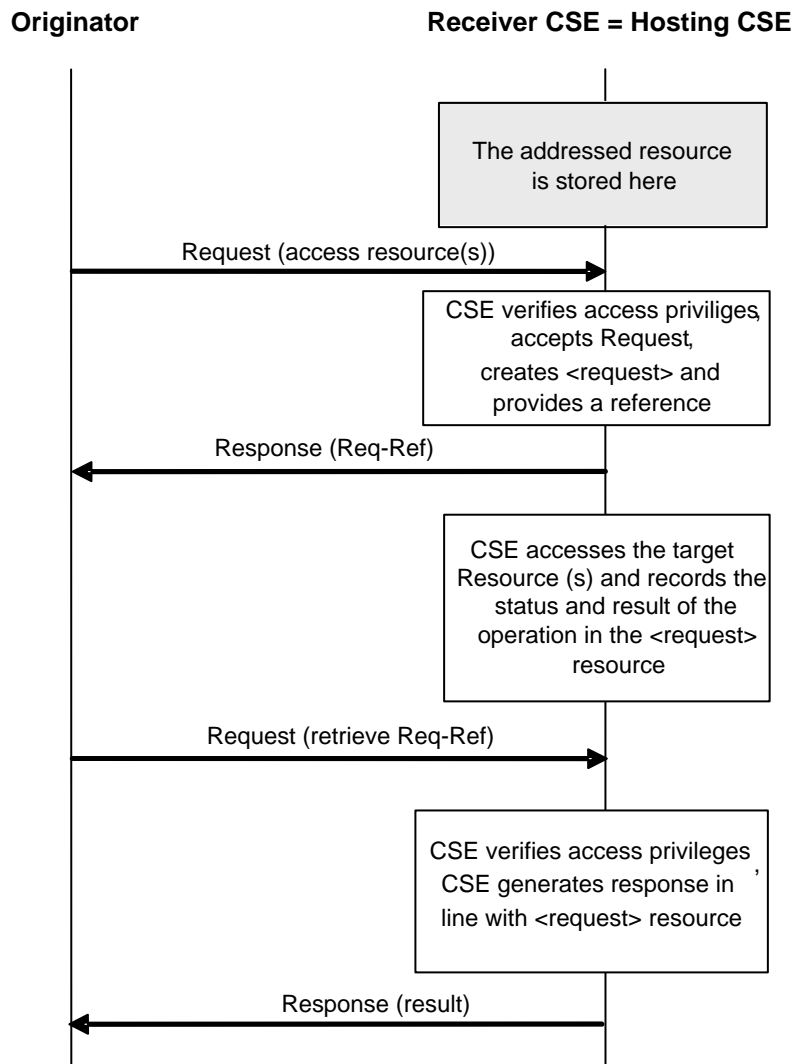 Originator
Receiver CSE = Hosting CSE
The addressed resource
is stored here
Request (access resource(s))
CSE verifies access priviliges,
accepts Request,
creates <request> and
provides a reference
Response (Req-Ref)
CSE accesses the target
Resource (s) and records the
status and result of the
operation in the <request>
resource
Request (retrieve Req-Ref)
CSE verifies access privileges,
CSE generates response in
line with <request> resource
Response (result)